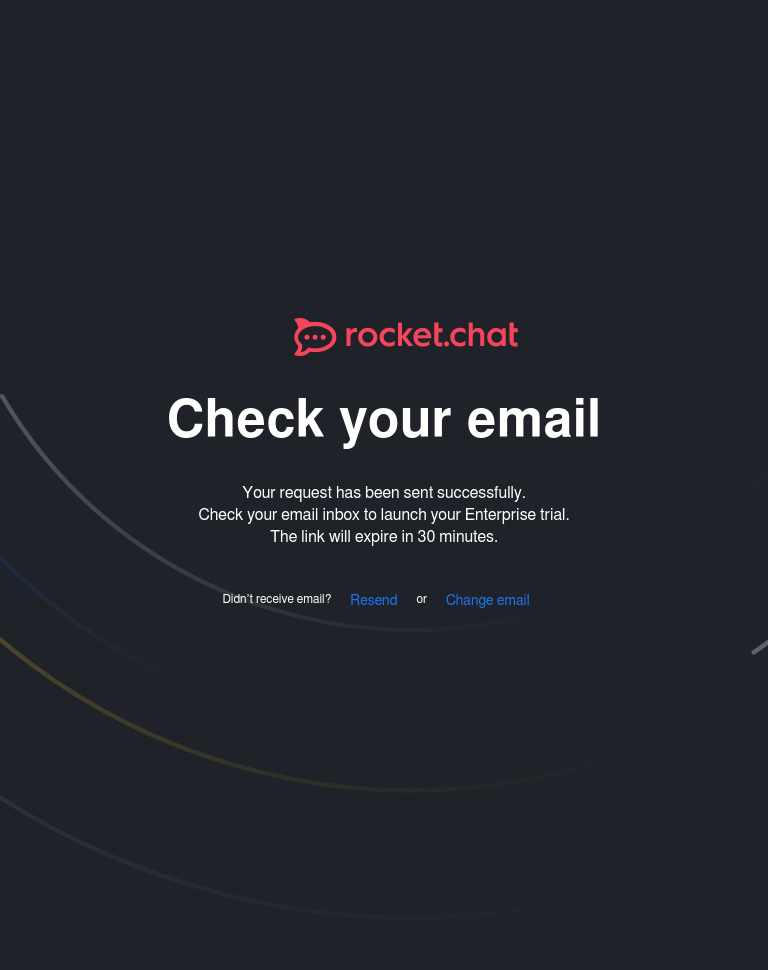 rocket.chat
Check your email
Your request has been sent successfully.
Check your email inbox to launch your Enterprise trial.
The link will expire in 30 minutes.
Didn't receive email? Resend or Change email